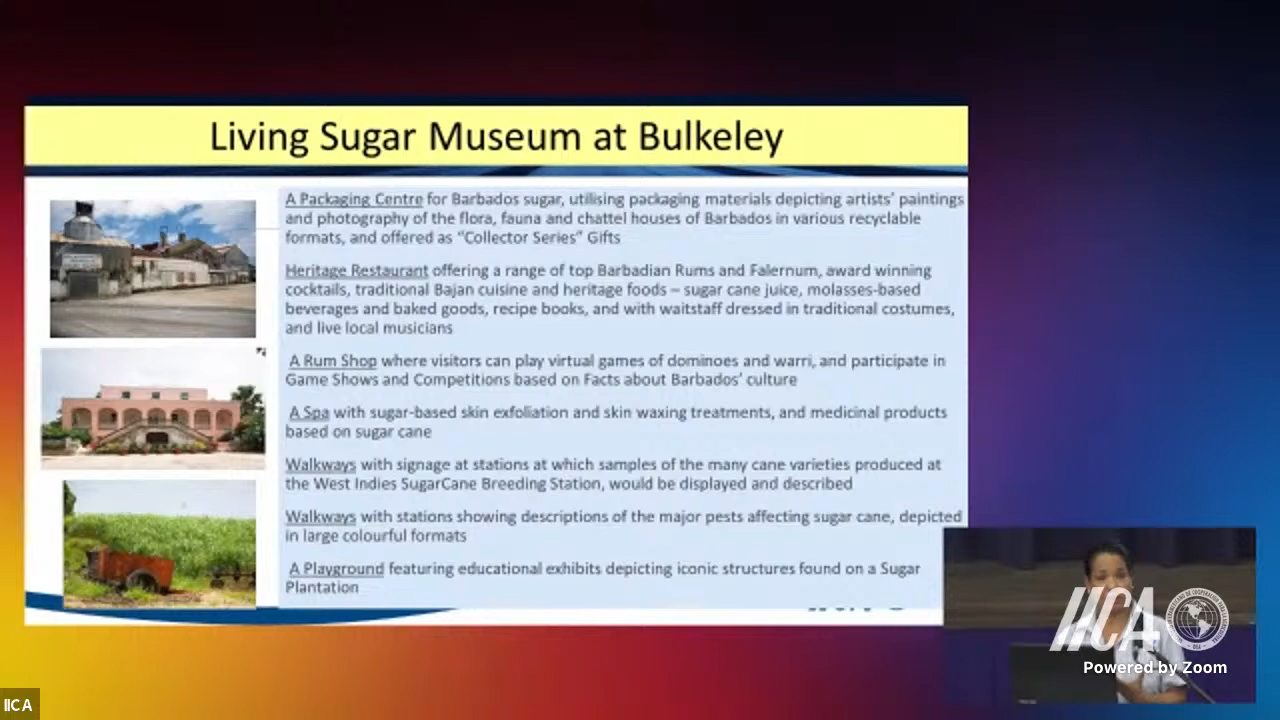 Living Sugar Museum at Bulkeley
A Packaging Centre for Barbados sugar, utilising packaging materials depicting artists' paintings
and photography of the flora, fauna and chattel houses of Barbados in various recyclable
formats, and offered as "Collector Series" Gifts
Heritage Restaurant offering a range of top Barbadian Rums and Falernum, award winning
cocktails, traditional Bajan cuisine and heritage foods – sugar cane juice, molasses-based
beverages and baked goods, recipe books, and with waitstaff dressed in traditional costumes,
and live local musicians
A Rum Shop where visitors can play virtual games of dominoes and warri, and participate in
Game Shows and Competitions based on Facts about Barbados' culture
A Spa with sugar-based skin exfoliation and skin waxing treatments, and medicinal products
based on sugar cane
Walkways with signage at stations at which samples of the many cane varieties produced at
the West Indies SugarCane Breeding Station, would be displayed and described
Walkways with stations showing descriptions of the major pests affecting sugar cane, depicted
in large colourful formats
A Playground featuring educational exhibits depicting iconic structures found on a Sugar
Plantation
IICA
Powered by Zoom
IICA